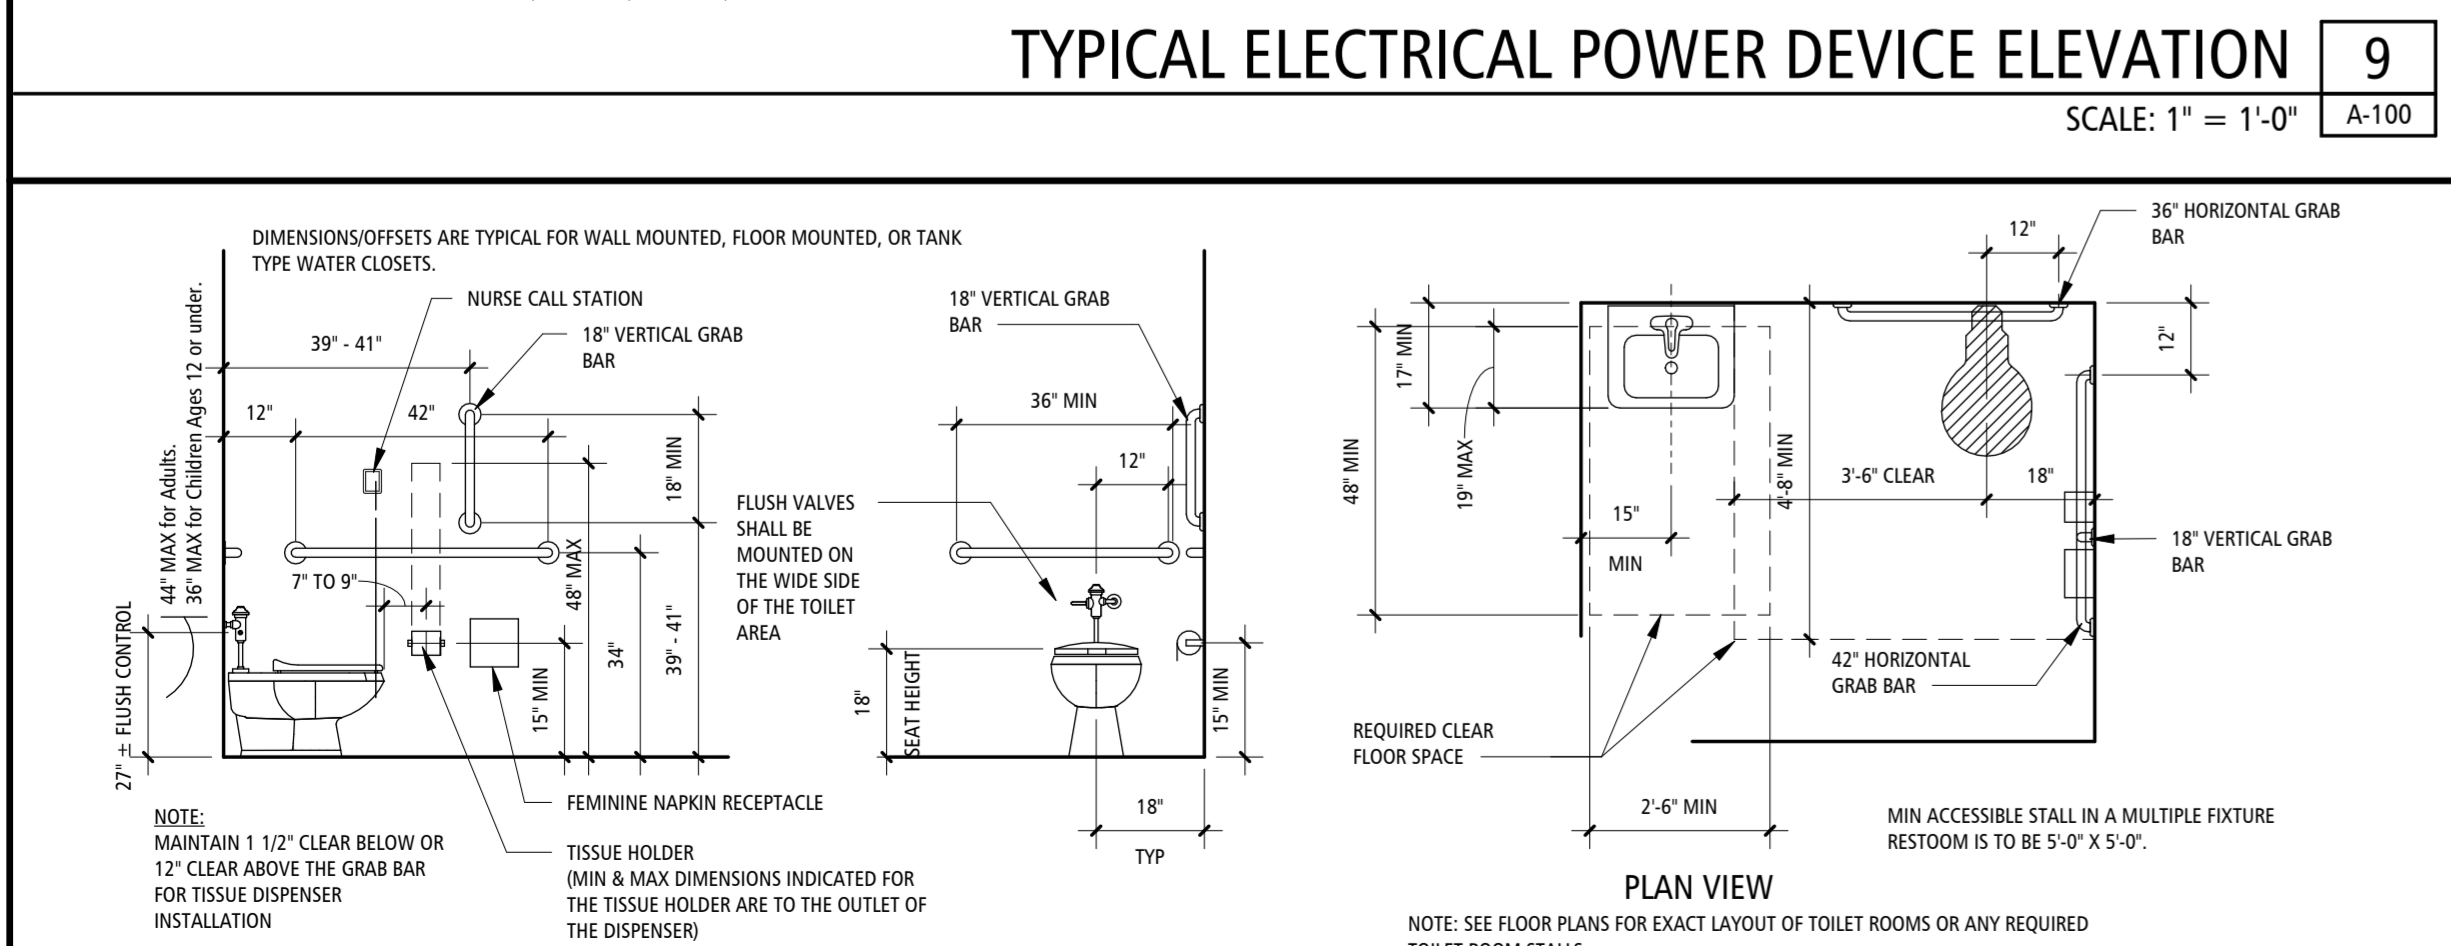 TYPICAL ELECTRICAL POWER DEVICE ELEVATION
9
SCALE: 1" = 1'-0"
A-100
DIMENSIONS/OFFSETS ARE TYPICAL FOR WALL MOUNTED, FLOOR MOUNTED, OR TANK
TYPE WATER CLOSETS.
NURSE CALL STATION
39" - 41"
18" VERTICAL GRAB
BAR
12"
42"
44" MAX for Adults.
36" MAX for Children Ages 12 or under.
18" MIN
7" TO 9"
48" MAX
27" ± FLUSH CONTROL
15" MIN
34"
39" - 41"
FEMININE NAPKIN RECEPTACLE
NOTE:
MAINTAIN 1 1/2" CLEAR BELOW OR
12" CLEAR ABOVE THE GRAB BAR
FOR TISSUE DISPENSER
INSTALLATION
TISSUE HOLDER
(MIN & MAX DIMENSIONS INDICATED FOR
THE TISSUE HOLDER ARE TO THE OUTLET OF
THE DISPENSER)
18" VERTICAL GRAB
BAR
36" MIN
12"
FLUSH VALVES
SHALL BE
MOUNTED ON
THE WIDE SIDE
OF THE TOILET
AREA
18"
SEAT HEIGHT
15" MIN
18"
TYP
36" HORIZONTAL GRAB
BAR
12"
12"
17" MIN
48" MIN
19" MAX
4'-8" MIN
3'-6" CLEAR
18"
15"
MIN
18" VERTICAL GRAB
BAR
42" HORIZONTAL
GRAB BAR
REQUIRED CLEAR
FLOOR SPACE
2'-6" MIN
MIN ACCESSIBLE STALL IN A MULTIPLE FIXTURE
RESTOOM IS TO BE 5'-0" X 5'-0".
PLAN VIEW
NOTE: SEE FLOOR PLANS FOR EXACT LAYOUT OF TOILET ROOMS OR ANY REQUIRED
TOILET ROOM STALLS